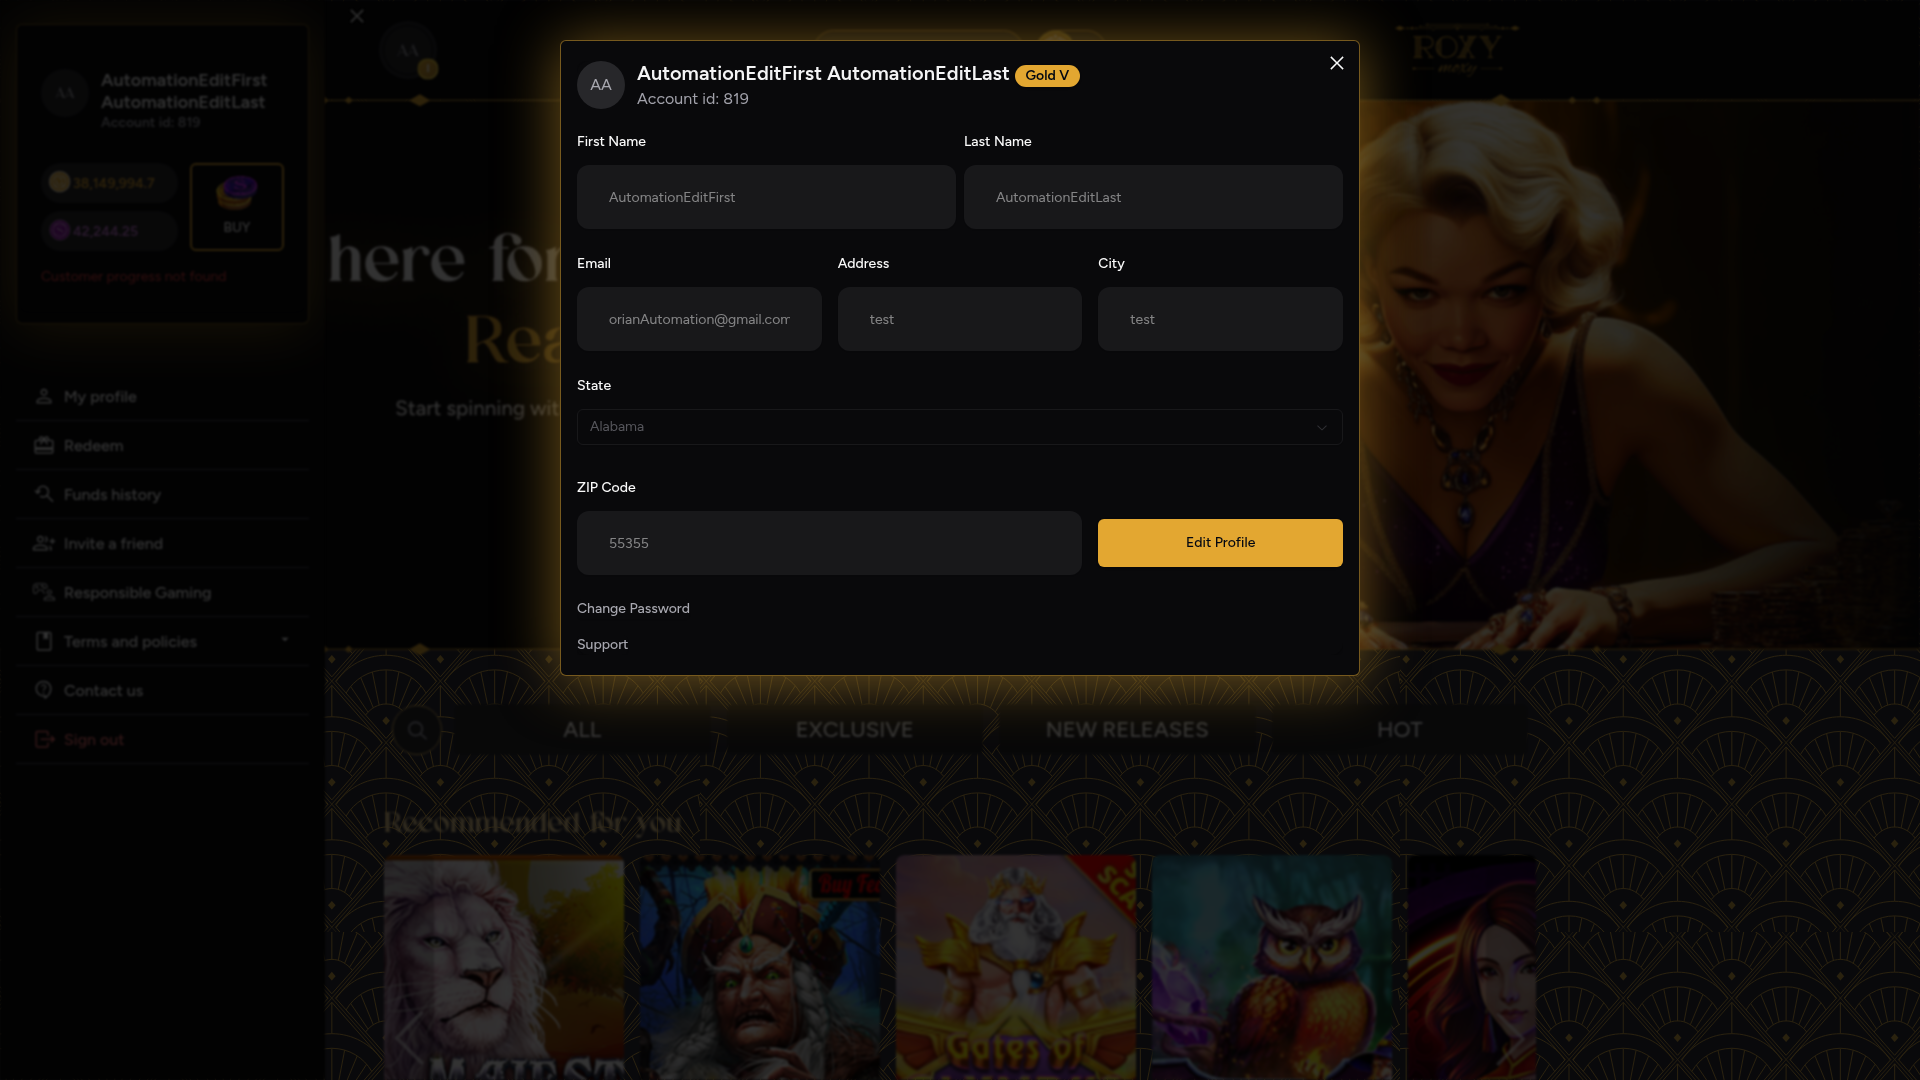 AA
AutomationEditFirst
AutomationEditLast
Account id: 819
38,149,994.7
42,244.25
BUY
Customer progress not found
My profile
Redeem
Funds history
Invite a friend
Responsible Gaming
Terms and policies
Contact us
Sign out
AA
ROXY
moxy
here for
Rea
Start spinning wit
AA
AutomationEditFirst AutomationEditLast Gold V
Account id: 819
First Name
Last Name
AutomationEditFirst
AutomationEditLast
Email
Address
City
orianAutomation@gmail.com
test
test
State
Alabama
ZIP Code
55355
Edit Profile
Change Password
Support
ALL
EXCLUSIVE
NEW RELEASES
HOT
Recommended for you
Buy Fea
SCA
MAJEST
Gates of